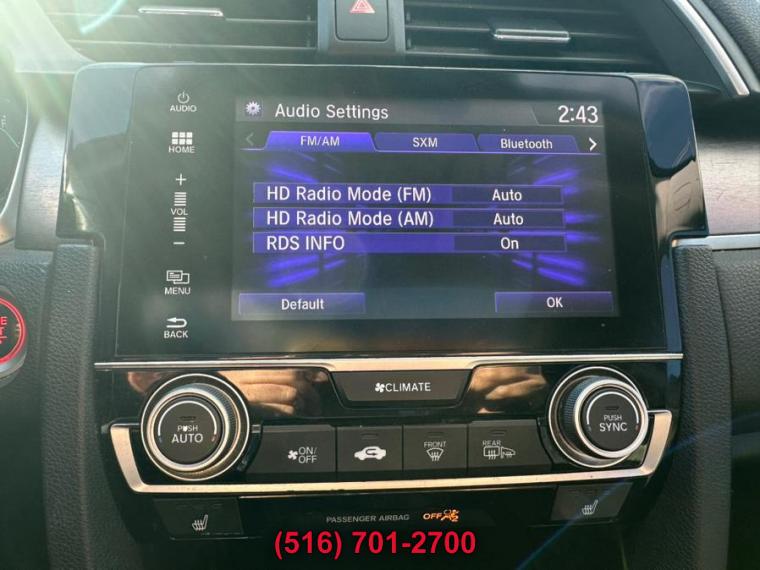 AUDIO
HOME
VOL
MENU
BACK
Audio Settings 2:43
FM/AM SXM Bluetooth
HD Radio Mode (FM) Auto
HD Radio Mode (AM) Auto
RDS INFO On
Default OK
CLIMATE
PUSH
AUTO
ON/
OFF
FRONT
REAR
PUSH
SYNC
PASSENGER AIRBAG OFF 2
(516) 701-2700